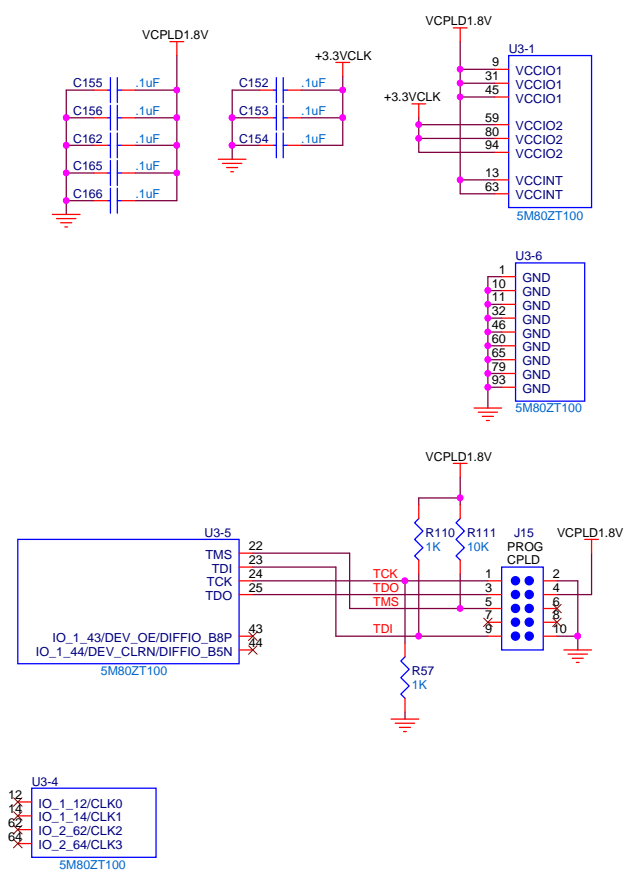 VCPLD1.8V
C155 .1uF
C156 .1uF
C162 .1uF
C165 .1uF
C166 .1uF
+3.3VCLK
C152 .1uF
C153 .1uF
C154 .1uF
VCPLD1.8V
+3.3VCLK
U3-1
9 VCCIO1
31 VCCIO1
45 VCCIO1
59 VCCIO2
80 VCCIO2
94 VCCIO2
13 VCCINT
63 VCCINT
5M80ZT100
U3-6
1 GND
10 GND
11 GND
32 GND
46 GND
60 GND
65 GND
79 GND
93 GND
5M80ZT100
VCPLD1.8V
R110 1K
R111 10K
J15
PROG
CPLD
VCPLD1.8V
U3-5
TMS 22
TDI 23
TCK 24
TDO 25
IO_1_43/DEV_OE/DIFFIO_B8P 43
IO_1_44/DEV_CLRN/DIFFIO_B5N 44
5M80ZT100
TCK 1 2
TDO 3 4
TMS 5 6
7 8
TDI 9 10
R57
1K
U3-4
12 IO_1_12/CLK0
14 IO_1_14/CLK1
62 IO_2_62/CLK2
64 IO_2_64/CLK3
5M80ZT100